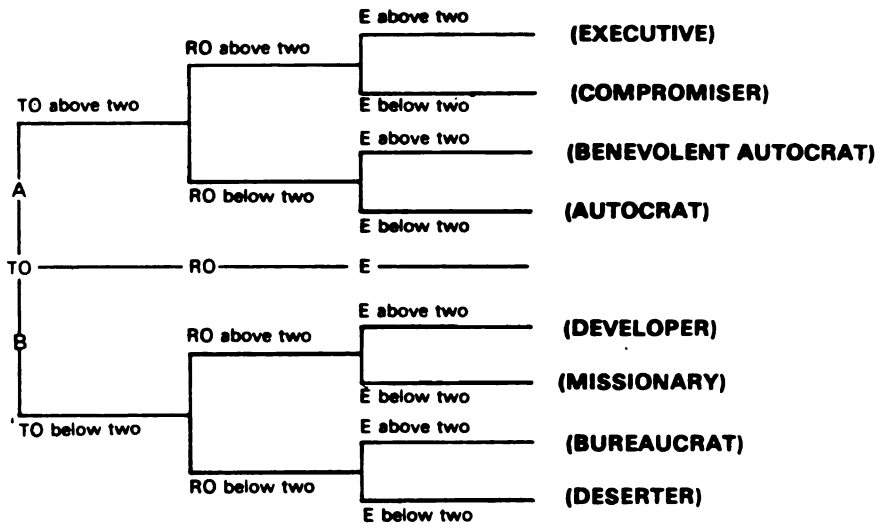 E above two
(EXECUTIVE)
RO above two
E below two
(COMPROMISER)
TO above two
E above two
(BENEVOLENT AUTOCRAT)
A
RO below two
(AUTOCRAT)
E below two
TO RO E
E above two
(DEVELOPER)
RO above two
B
(MISSIONARY)
E below two
E above two
TO below two
(BUREAUCRAT)
RO below two
(DESERTER)
E below two